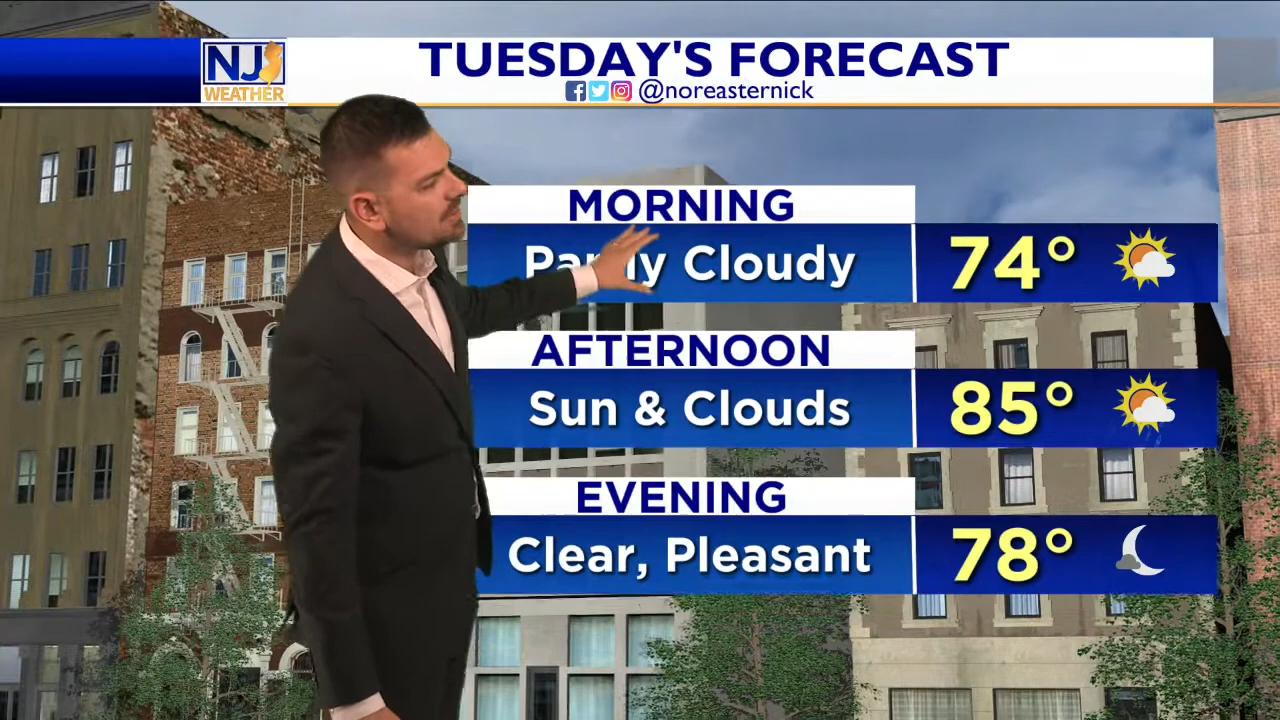 NJ
WEATHER
TUESDAY'S FORECAST
@noreasternick
MORNING
Cloudy
74°
AFTERNOON
Sun & Clouds
85°
EVENING
Clear, Pleasant
78°